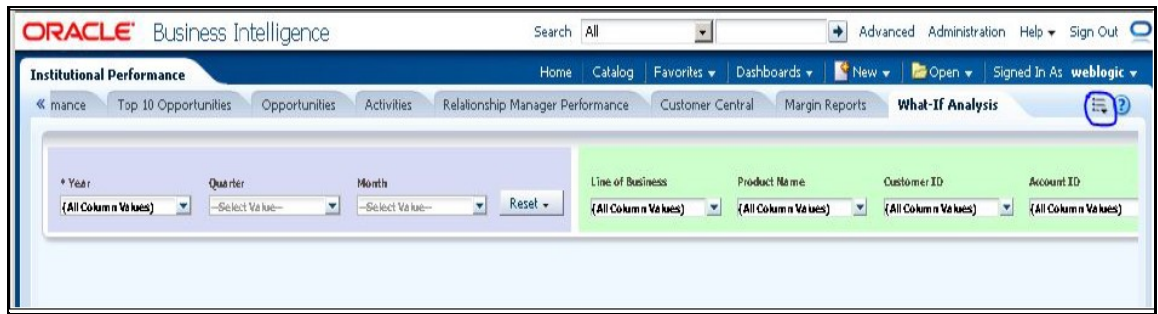 ORACLE® Business Intelligence Search All Advanced Administration Help Sign Out
Institutional Performance Home Catalog Favorites Dashboards New Open Signed In As weblogic
« mance Top 10 Opportunities Opportunities Activities Relationship Manager Performance Customer Central Margin Reports What-If Analysis ?
* Year Quarter Month Line of Business Product Name Customer ID Account ID
(All Column Values) --Select Value-- --Select Value-- Reset (All Column Values) (All Column Values) (All Column Values) (All Column Values)